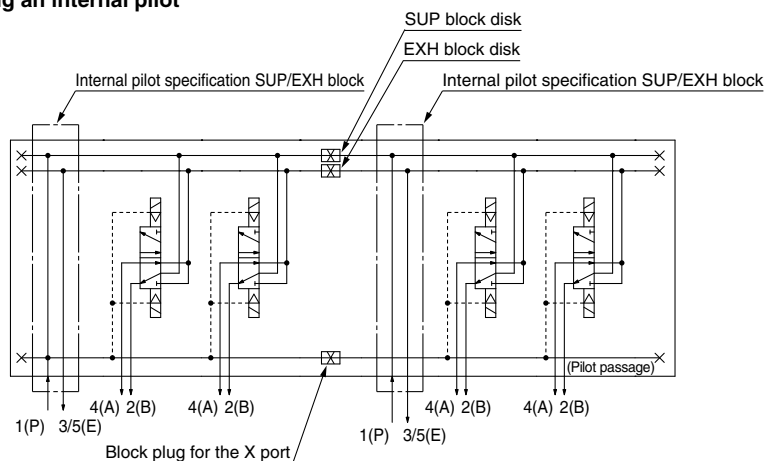 g an internal pilot
SUP block disk
EXH block disk
Internal pilot specification SUP/EXH block
Internal pilot specification SUP/EXH block
(Pilot passage)
4(A) 2(B)
4(A) 2(B)
4(A) 2(B)
4(A) 2(B)
1(P) 3/5(E)
1(P) 3/5(E)
Block plug for the X port